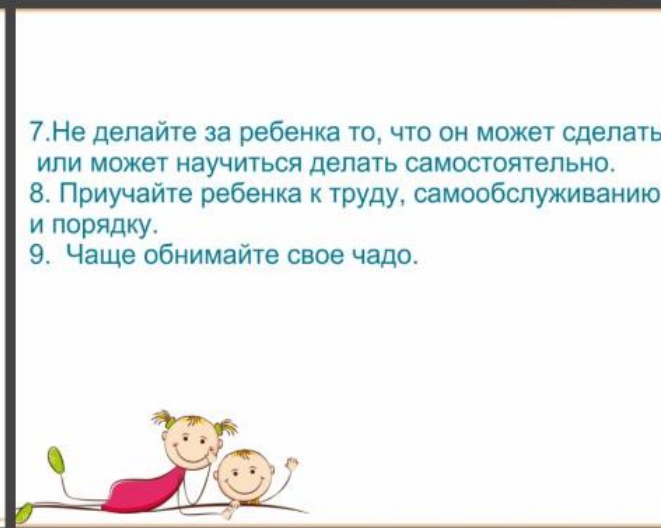 7.Не делайте за ребенка то, что он может сделать
или может научиться делать самостоятельно.
8. Приучайте ребенка к труду, самообслуживанию
и порядку.
9. Чаще обнимайте свое чадо.